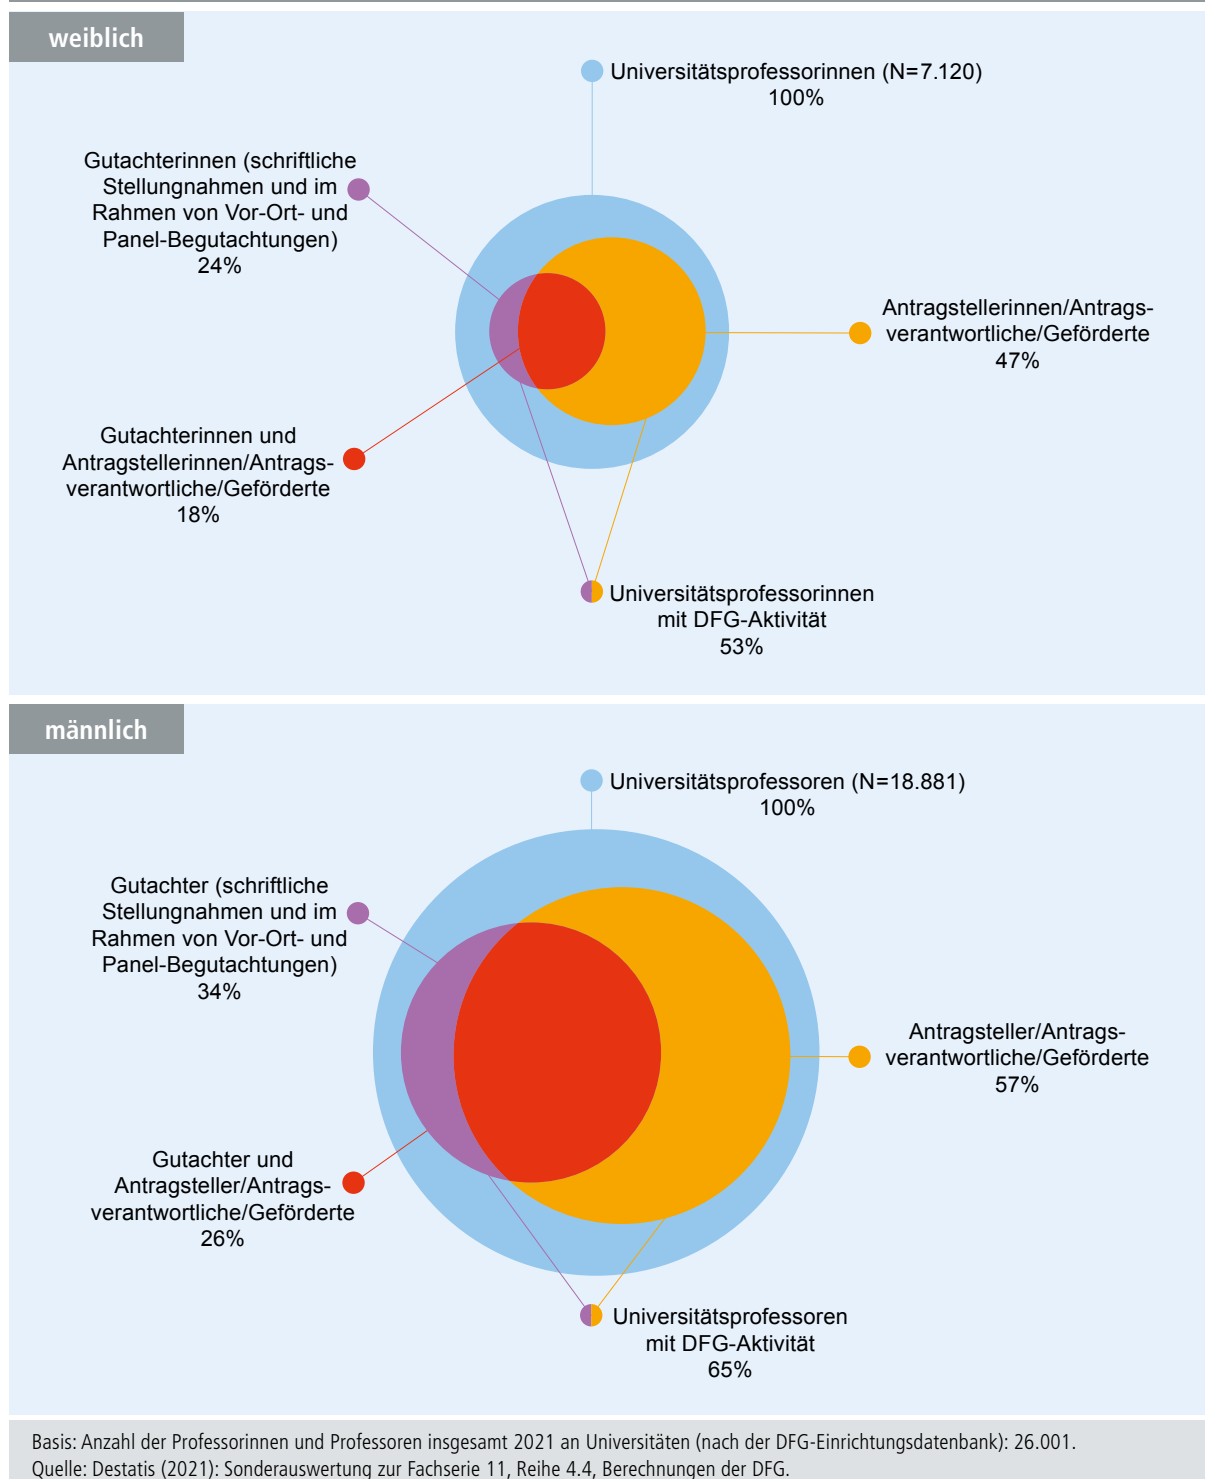 weiblich
Universitätsprofessorinnen (N=7.120)
100%
Gutachterinnen (schriftliche
Stellungnahmen und im
Rahmen von Vor-Ort- und
Panel-Begutachtungen)
24%
Antragstellerinnen/Antrags-
verantwortliche/Geförderte
47%
Gutachterinnen und
Antragstellerinnen/Antrags-
verantwortliche/Geförderte
18%
Universitätsprofessorinnen
mit DFG-Aktivität
53%
männlich
Universitätsprofessoren (N=18.881)
100%
Gutachter (schriftliche
Stellungnahmen und im
Rahmen von Vor-Ort- und
Panel-Begutachtungen)
34%
Antragsteller/Antrags-
verantwortliche/Geförderte
57%
Gutachter und
Antragsteller/Antrags-
verantwortliche/Geförderte
26%
Universitätsprofessoren
mit DFG-Aktivität
65%
Basis: Anzahl der Professorinnen und Professoren insgesamt 2021 an Universitäten (nach der DFG-Einrichtungsdatenbank): 26.001.
Quelle: Destatis (2021): Sonderauswertung zur Fachserie 11, Reihe 4.4, Berechnungen der DFG.